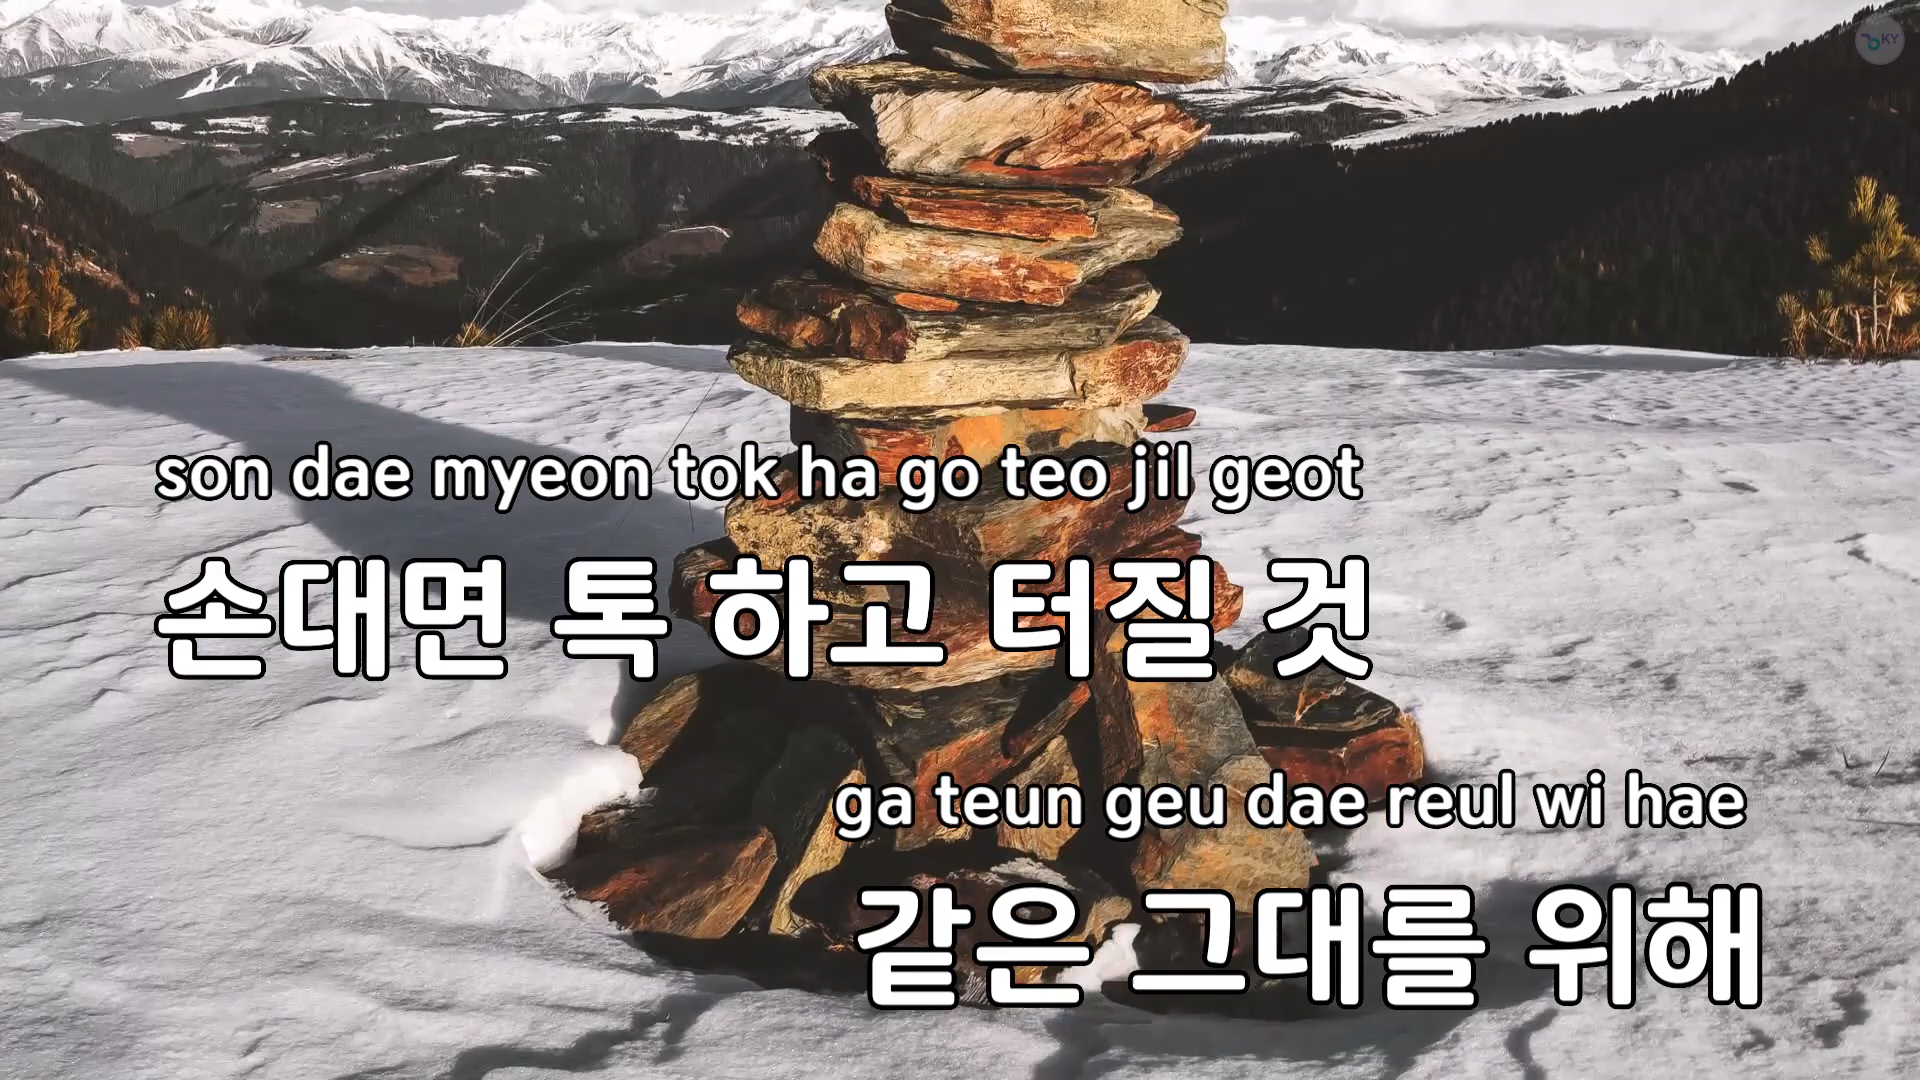 KY
son dae myeon tok ha go teo jil geot
손대면 톡 하고 터질 것
ga teun geu dae reul wi hae
같은 그대를 위해